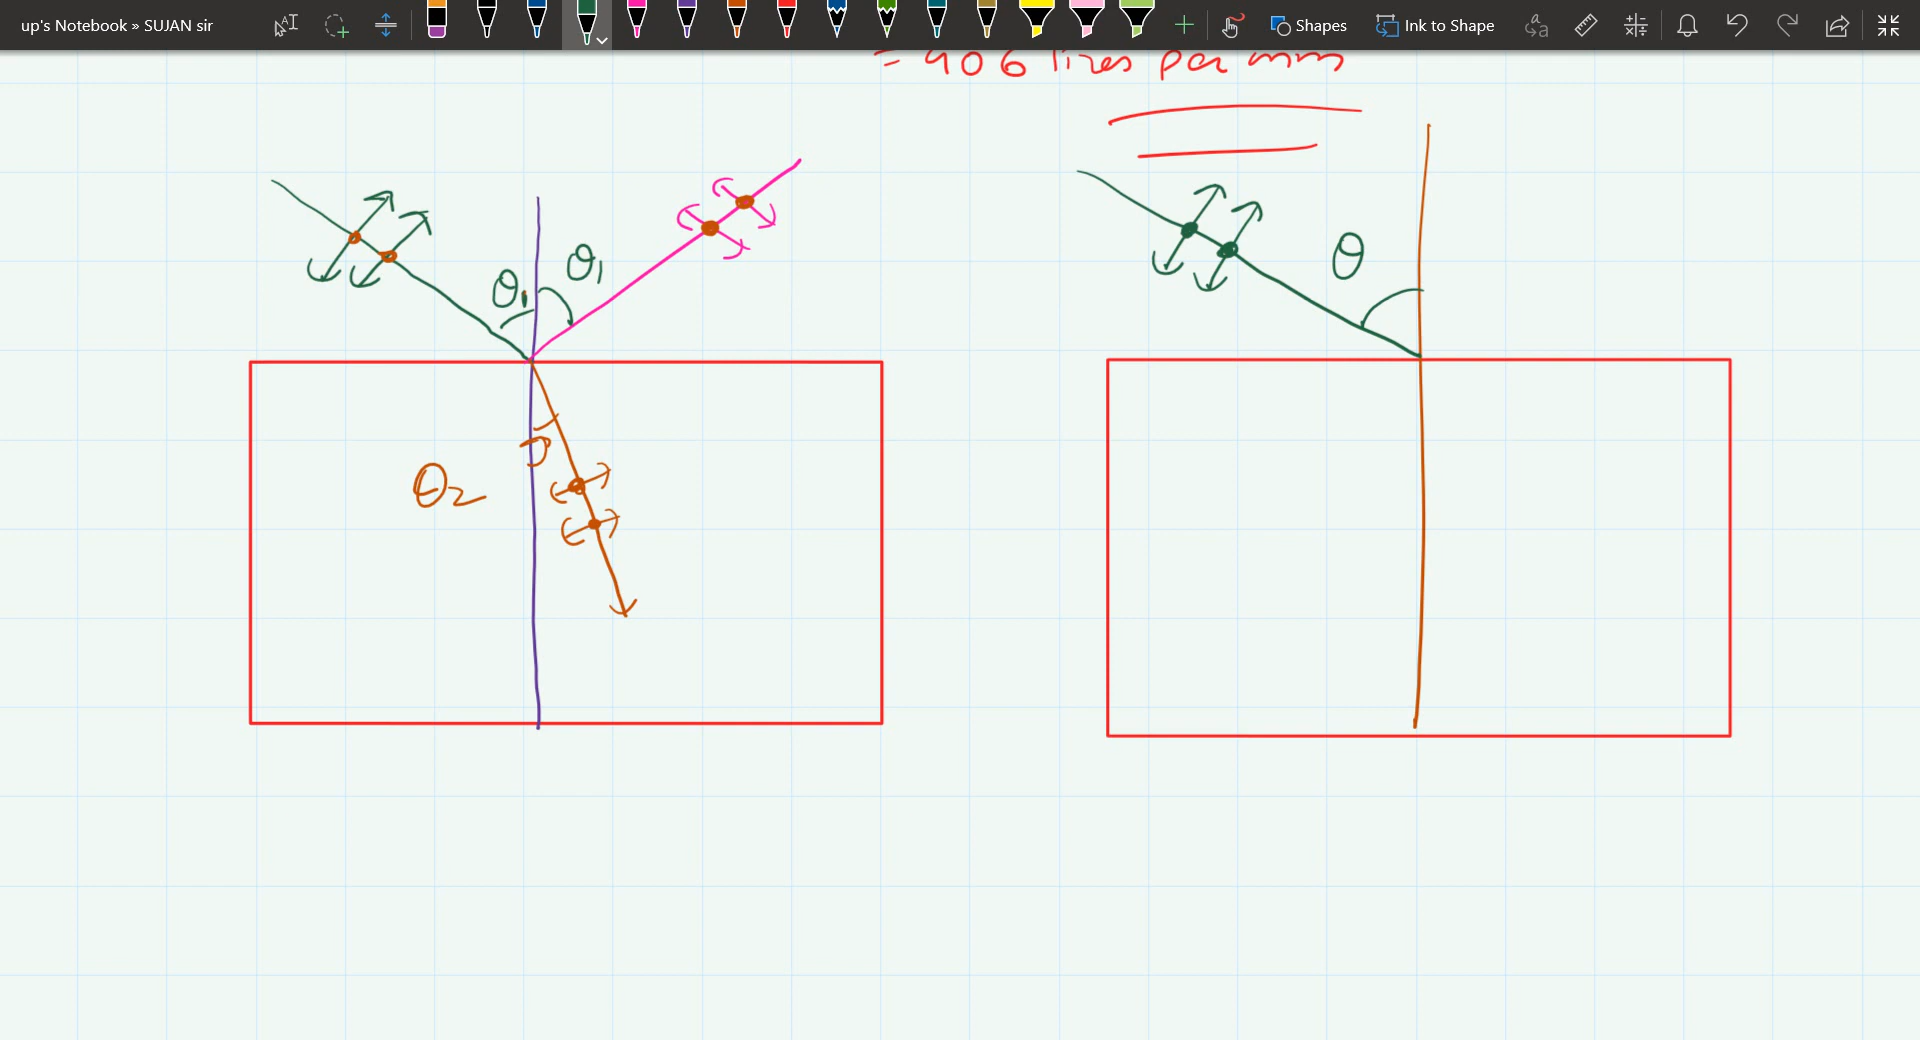 up's Notebook » SUJAN sir
Shapes
Ink to Shape
= 406 lines per mm
θ₁
θ₁
θ
θ₂